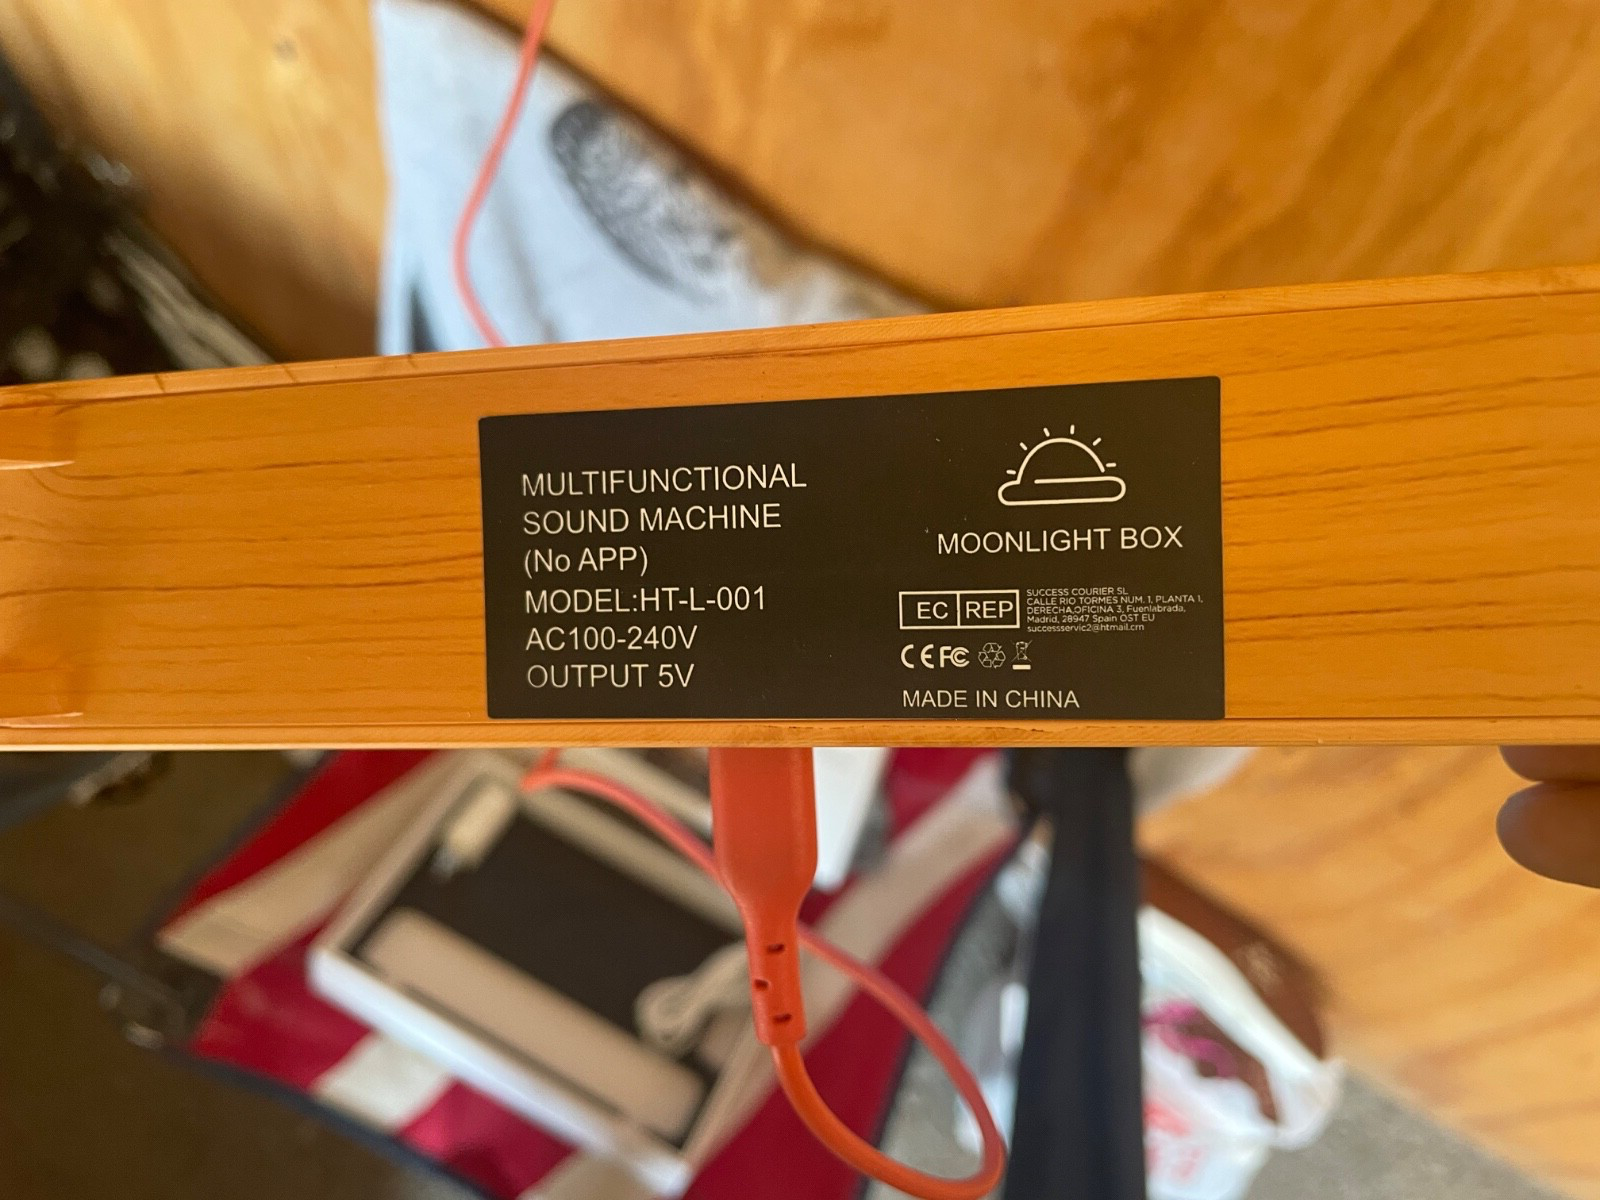 MULTIFUNCTIONAL
SOUND MACHINE
(No APP)
MODEL:HT-L-001
AC100-240V
OUTPUT 5V
MOONLIGHT BOX
EC REP
SUCCESS COURIER SL
CALLE RIO TORMES NUM. 1, PLANTA 1,
DERECHA,OFICINA 3, Fuenlabrada,
Madrid, 28947 Spain OST EU
successservic2@htmail.cm
CE FC
MADE IN CHINA